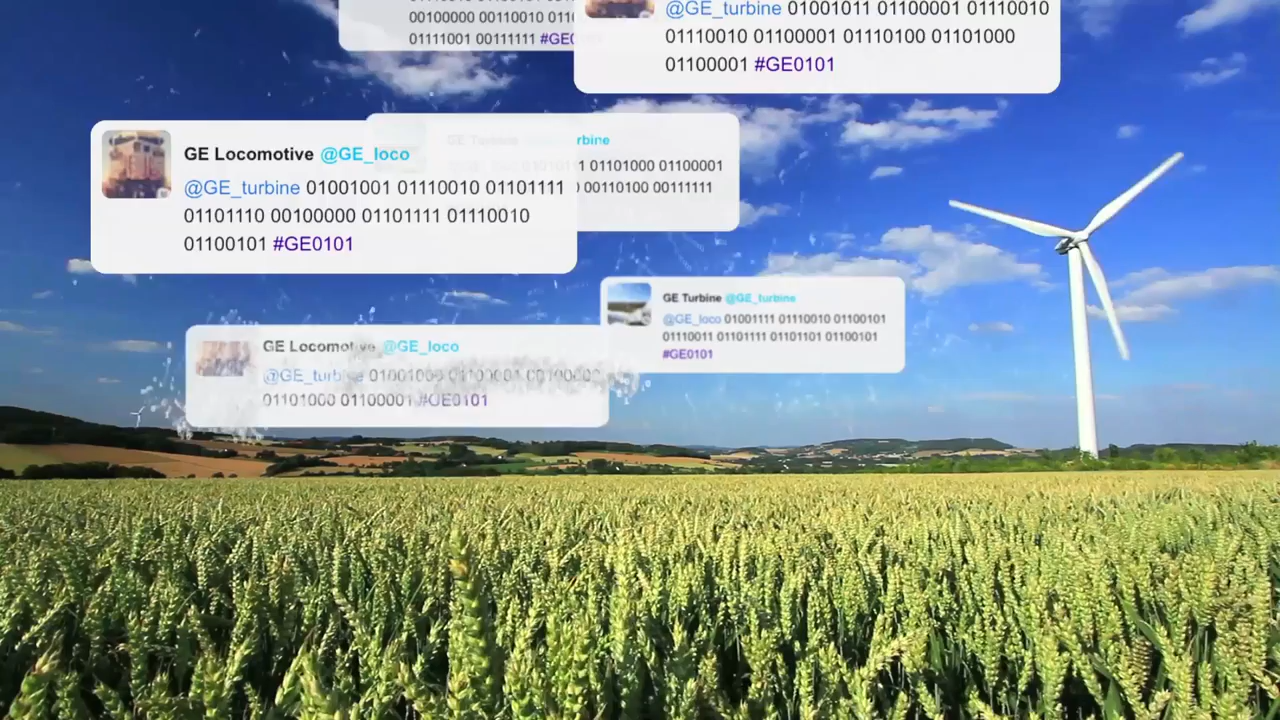 00100000 00110010
01111001 00111111
@GE_turbine 01001011 01100001 01110010
01110010 01100001 01110100 01101000
01100001 #GE0101
GE Locomotive @GE_loco
@GE_turbine 01001001 01110010 01101111
01101110 00100000 01101111 01110010
01100101 #GE0101
01101000 01100001
00110100 00111111
GE Turbine @GE_turbine
@GE_loco 01001111 01110010 01100101
01110011 01101111 01101101 01100101
#GE0101
GE Locomotive @GE_loco
@GE_turbine
01101000 01100001 #GE0101